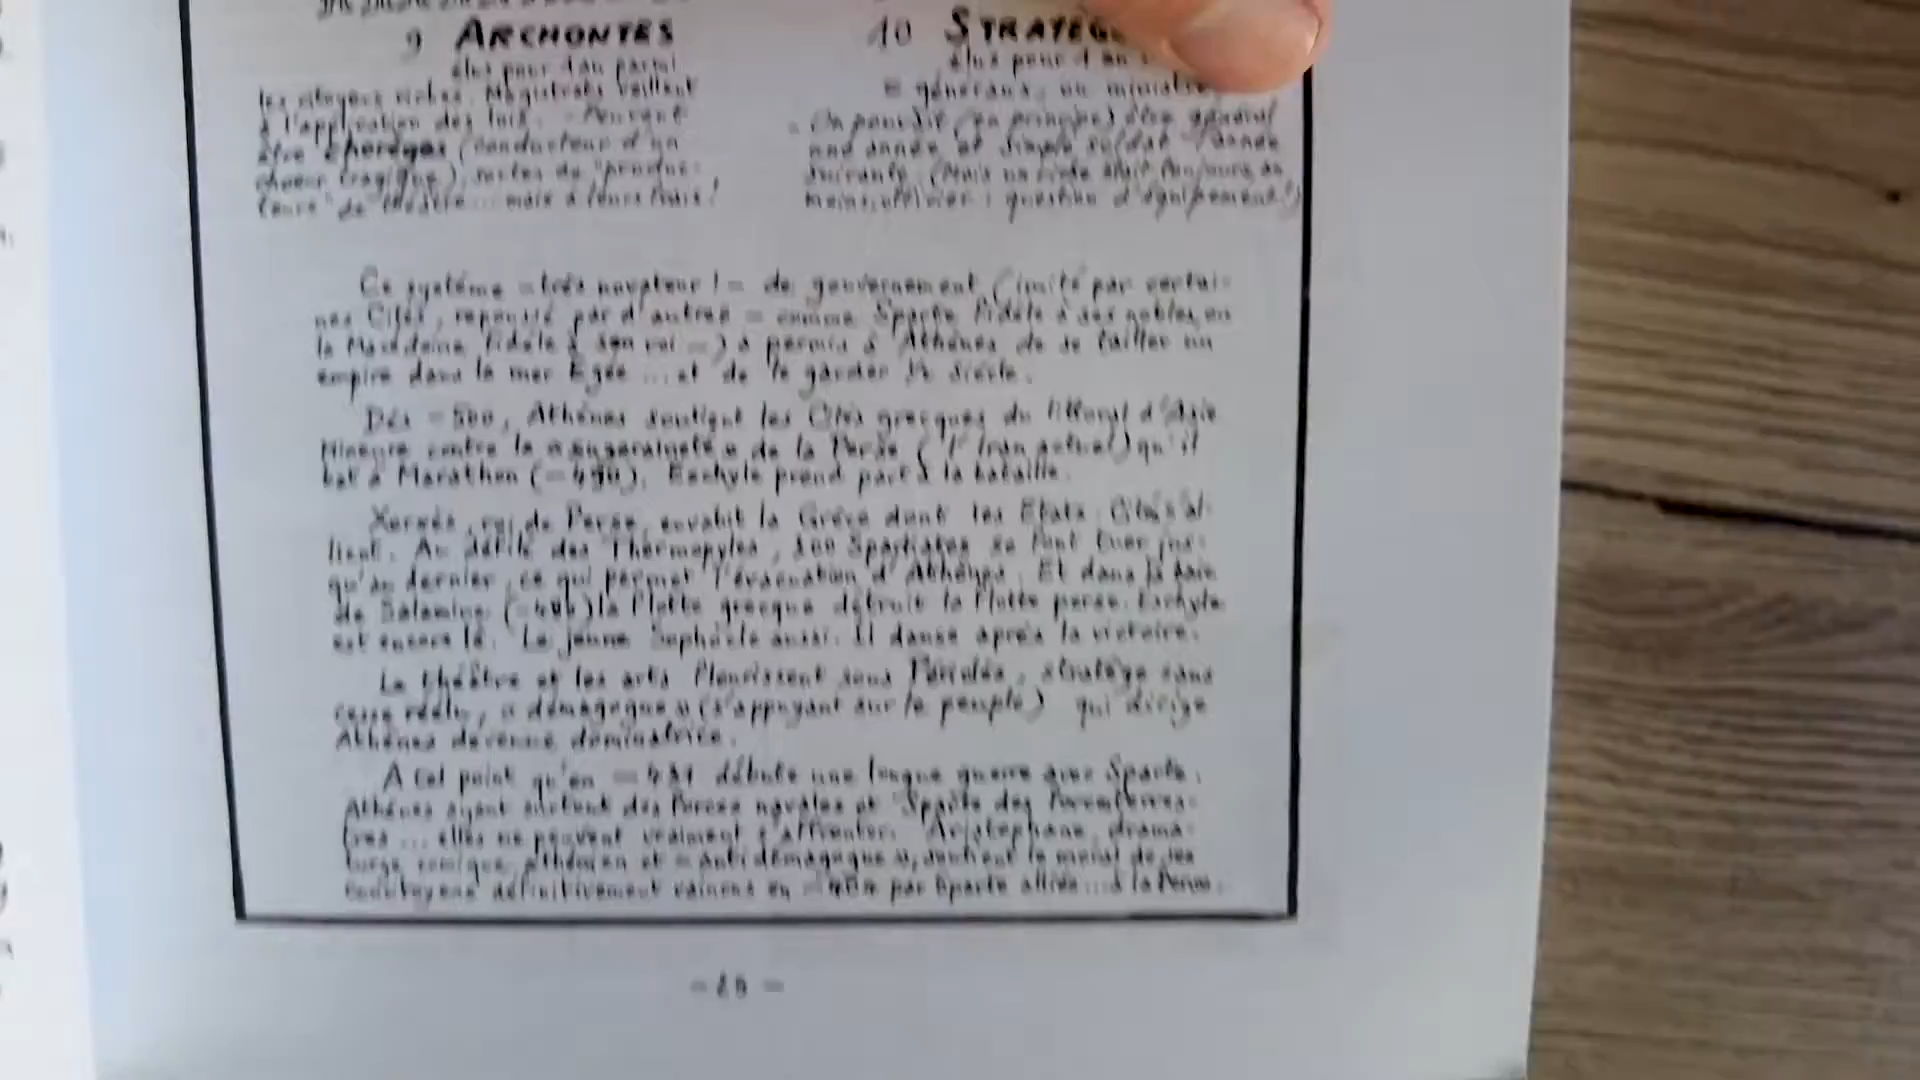 9 ARCHONTES
élus pour 1 an parmi
les citoyens riches. Magistrats veillant
à l'application des lois. Peuvent
être chorèges (conducteur d'un
chœur tragique), sortes de "produc-
teurs" de théâtre... mais à leurs frais !
10 STRATEG
élus pour 1 an
= généraux, ou minist
On pouvait (en principe) être général
une année et simple soldat l'année
suivante. (Mais un riche était toujours au
moins officier : question d'équipement !)
Ce système - très novateur ! - de gouvernement (imité par certai-
nes Cités, repoussé par d'autres - comme Sparte fidèle à ses nobles, ou
la Macédoine fidèle à son roi -) a permis à Athènes de se tailler un
empire dans la mer Egée ... et de le garder ½ siècle.
Dès -500, Athènes soutient les Cités grecques du littoral d'Asie
Mineure contre la « suzeraineté » de la Perse (l'Iran actuel) qu'il
bat à Marathon (-490). Eschyle prend part à la bataille.
Xerxès, roi de Perse, envahit la Grèce dont les Etats-Cités s'al-
lient. Au défilé des Thermopyles, 300 Spartiates se font tuer jus-
qu'au dernier, ce qui permet l'évacuation d'Athènes. Et dans la baie
de Salamine (-480) la flotte grecque détruit la flotte perse. Eschyle
est encore là. Le jeune Sophocle aussi. Il danse après la victoire.
Le théâtre et les arts fleurissent sous Périclès, stratège sans
cesse réélu, « démagogue » (s'appuyant sur le peuple) qui dirige
Athènes devenue dominatrice.
A tel point qu'en -431 débute une longue guerre avec Sparte.
Athènes ayant surtout des forces navales et Sparte des forces terres-
tres ... elles ne peuvent vraiment s'affronter. Aristophane, drama-
turge comique, athénien et « antidémagogue », soutient le moral de ses
concitoyens définitivement vaincus en -404 par Sparte alliée ... à la Perse.